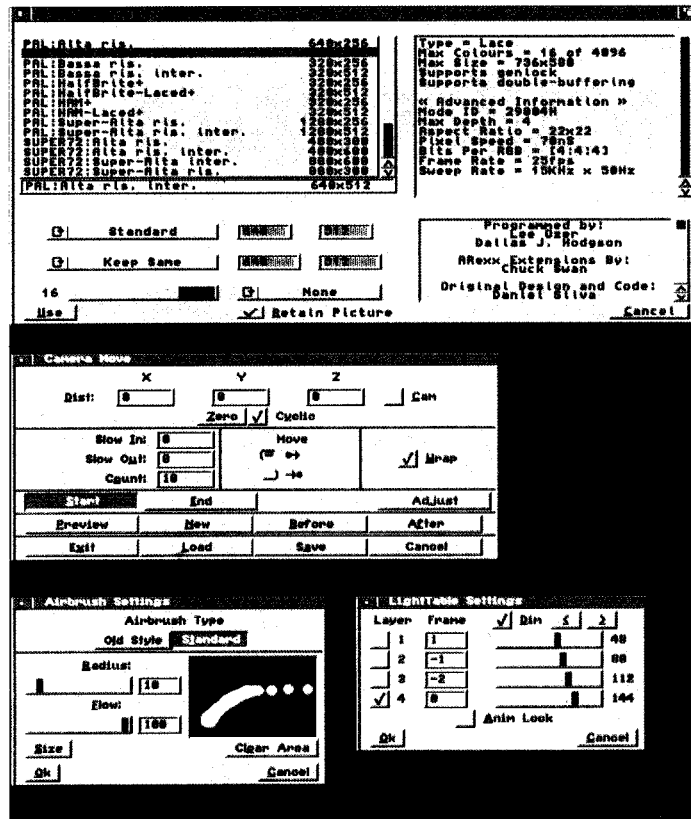 PAL:Alta ris. 640x256
PAL:Bassa ris. 320x256
PAL:Bassa ris. inter. 320x512
PAL:HalfBrite+ 320x256
PAL:HalfBrite-Laced+ 320x512
PAL:HAM+ 320x256
PAL:HAM-Laced+ 320x512
PAL:Super-Alta ris. 1280x256
PAL:Super-Alta ris. inter. 1280x512
SUPER72:Alta ris. 400x300
SUPER72:Alta ris. inter. 400x600
SUPER72:Super-Alta inter. 800x600
SUPER72:Super-Alta ris. 800x300
PAL:Alta ris. inter. 640x512
Type = Lace
Max Colours = 16 of 4096
Max Size = 736x580
Supports genlock
Supports double-buffering
« Advanced Information »
Mode ID = 29004H
Max Depth = 4
Aspect Ratio = 22x22
Pixel Speed = 70nS
Bits Per RGB = [4:4:4]
Frame Rate = 25fps
Sweep Rate = 15KHz x 50Hz
Standard 640 512
Keep Same 640 512
16 None
Use Retain Picture Cancel
Programmed by:
Lee Ozer
Dallas J. Hodgson
ARexx Extensions By:
Chuck Swan
Original Design and Code:
Daniel Silva
Camera Move
X Y Z
Dist: 0 0 0 Cam
Zero Cyclic
Slow In: 0 Move
Slow Out: 0 Wrap
Count: 10
Start End Adjust
Preview New Before After
Exit Load Save Cancel
Airbrush Settings
Airbrush Type
Old Style Standard
Radius:
10
Flow:
100
Size Clear Area
Ok Cancel
LightTable Settings
Layer Frame Dim < >
1 1 48
2 -1 80
3 -2 112
4 0 144
Anim Lock
Ok Cancel